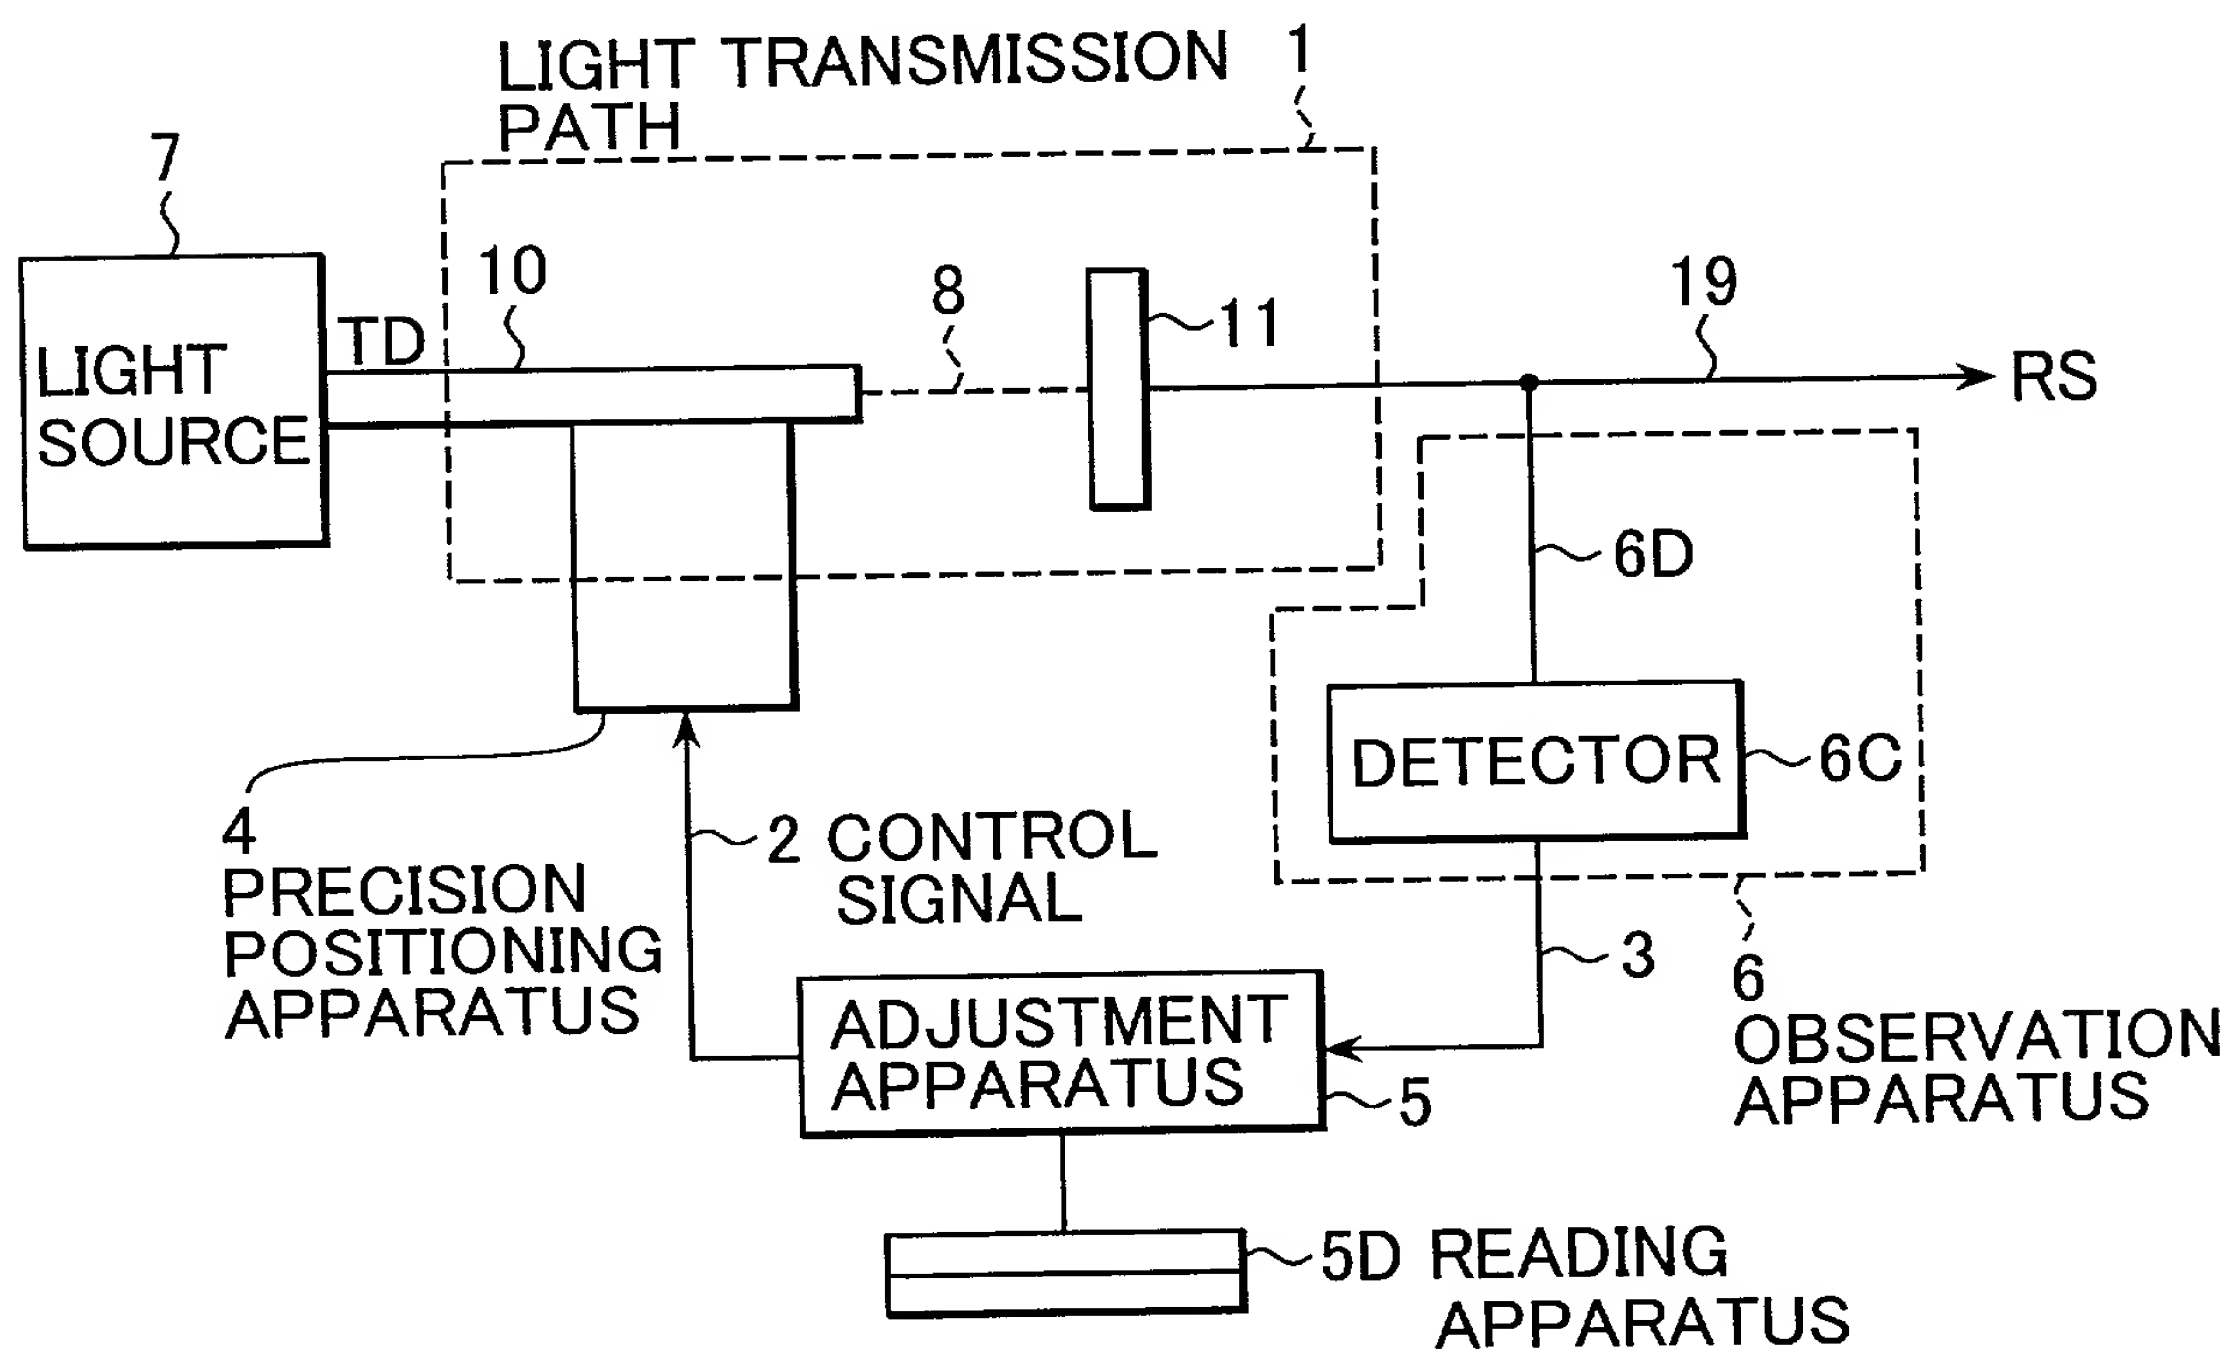 LIGHT TRANSMISSION
PATH
1
7
LIGHT
SOURCE
TD
10
8
11
19
RS
6D
DETECTOR
6C
4
PRECISION
POSITIONING
APPARATUS
2 CONTROL
SIGNAL
3
6
OBSERVATION
APPARATUS
ADJUSTMENT
APPARATUS
5
5D READING
APPARATUS